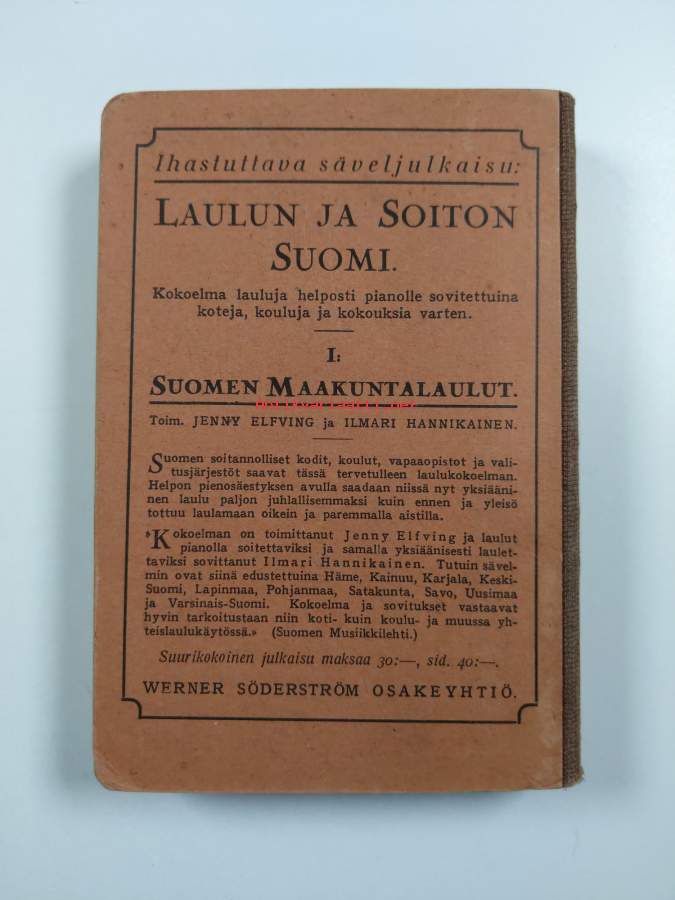 Ihastuttava säveljulkaisu:
LAULUN JA SOITON
SUOMI.
Kokoelma lauluja helposti pianolle sovitettuina
koteja, kouluja ja kokouksia varten.
I:
SUOMEN MAAKUNTALAULUT.
antikvariaatti.net
Toim. JENNY ELFVING ja ILMARI HANNIKAINEN.
Suomen soitannolliset kodit, koulut, vapaaopistot ja vali-
tusjärjestöt saavat tässä tervetulleen laulukokoelman.
Helpon pienosäestyksen avulla saadaan niissä nyt yksiääni-
nen laulu paljon juhlallisemmaksi kuin ennen ja yleisö
tottuu laulamaan oikein ja paremmalla aistilla.
»Kokoelman on toimittanut Jenny Elfving ja laulut
pianolla soitettaviksi ja samalla yksiäänisesti laulet-
taviksi sovittanut Ilmari Hannikainen. Tutuin sävel-
min ovat siinä edustettuina Häme, Kainuu, Karjala, Keski-
Suomi, Lapinmaa, Pohjanmaa, Satakunta, Savo, Uusimaa
ja Varsinais-Suomi. Kokoelma ja sovitukset vastaavat
hyvin tarkoitustaan niin koti- kuin koulu- ja muussa yh-
teislaulukäytössä.» (Suomen Musiikkilehti.)
Suurikokoinen julkaisu maksaa 30:—, sid. 40:—.
WERNER SÖDERSTRÖM OSAKEYHTIÖ.